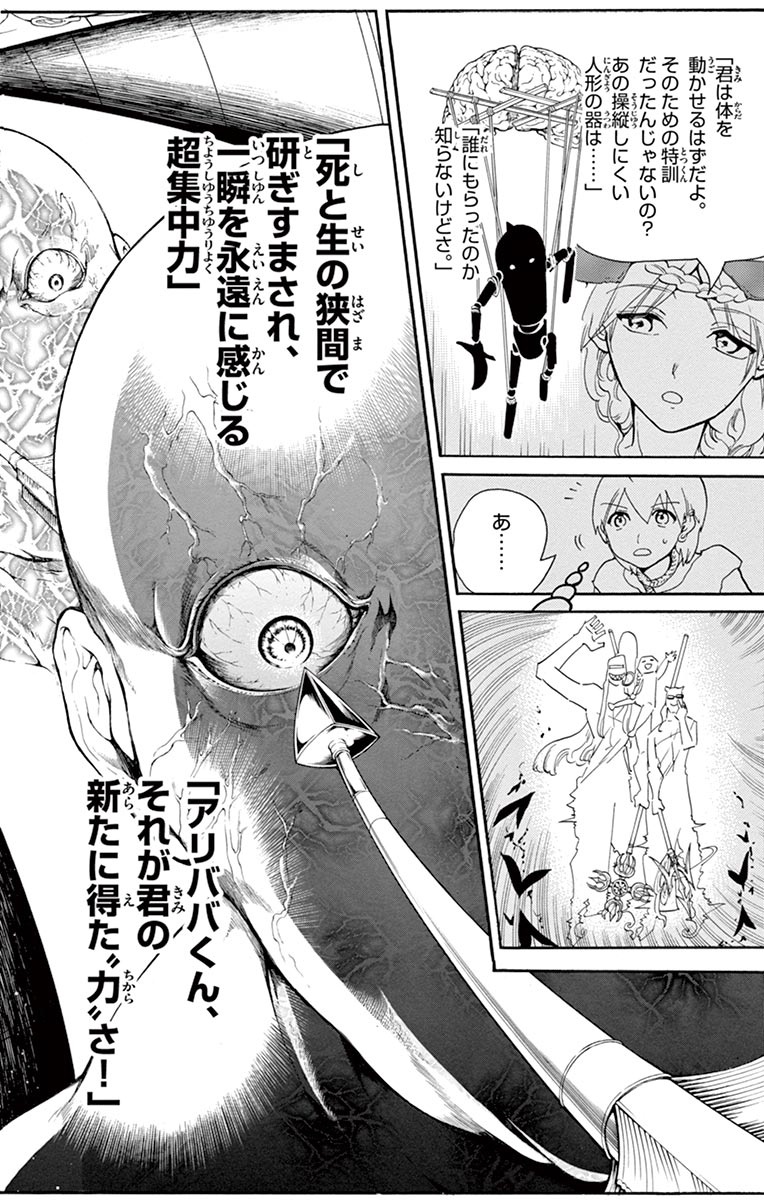 「君は体を
動かせるはずだよ。
そのための特訓
だったんじゃないの？
あの操縦しにくい
人形の器は……」
「誰にもらったのか
知らないけどさ。」
あ……
「死と生の狭間で
研ぎすまされ、
一瞬を永遠に感じる
超集中力」
「アリババくん、
それが君の
新たに得た〝力〟さ！」